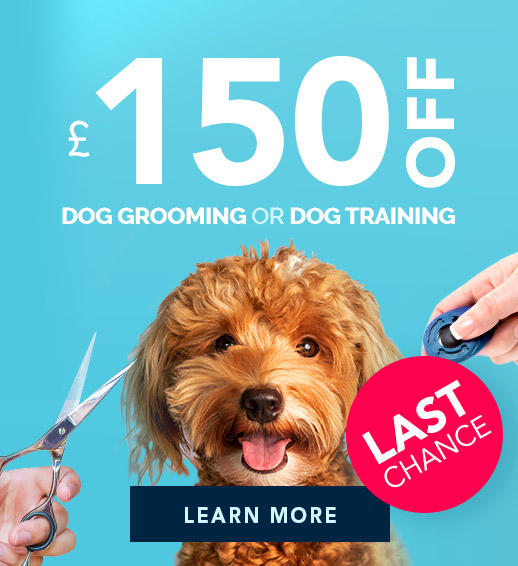 £150 OFF
DOG GROOMING OR DOG TRAINING
LAST
CHANCE
LEARN MORE